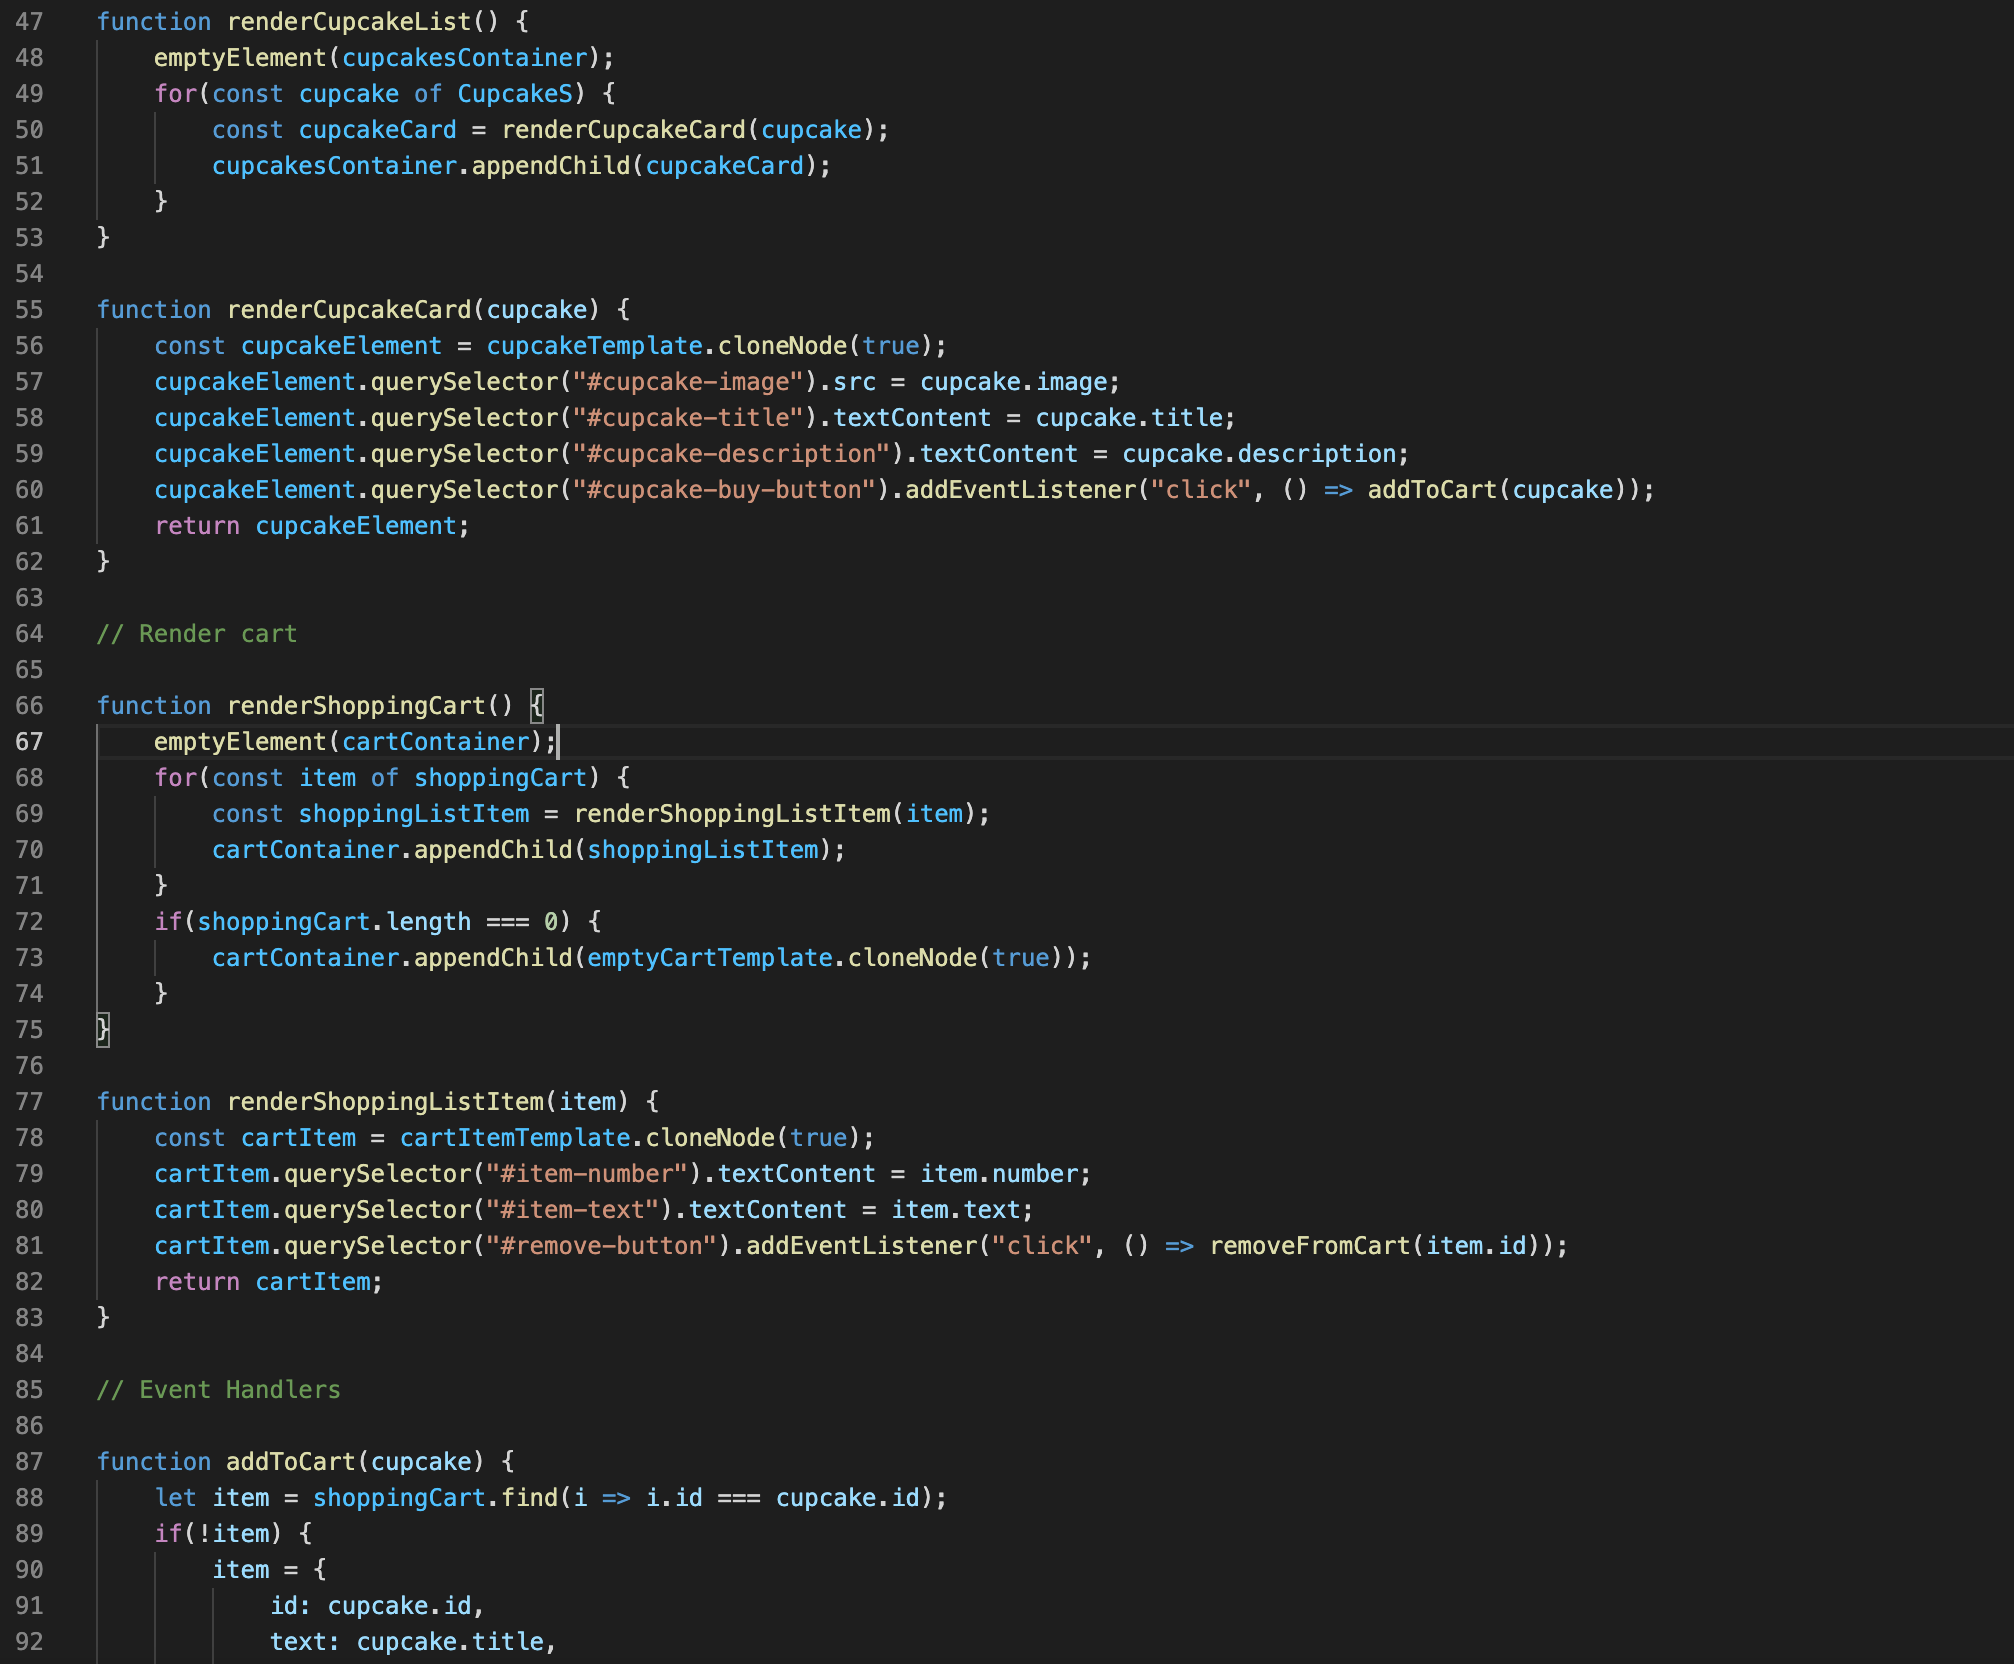 47 function renderCupcakeList() {
48     emptyElement(cupcakesContainer);
49     for(const cupcake of CupcakeS) {
50         const cupcakeCard = renderCupcakeCard(cupcake);
51         cupcakesContainer.appendChild(cupcakeCard);
52     }
53 }
54
55 function renderCupcakeCard(cupcake) {
56     const cupcakeElement = cupcakeTemplate.cloneNode(true);
57     cupcakeElement.querySelector("#cupcake-image").src = cupcake.image;
58     cupcakeElement.querySelector("#cupcake-title").textContent = cupcake.title;
59     cupcakeElement.querySelector("#cupcake-description").textContent = cupcake.description;
60     cupcakeElement.querySelector("#cupcake-buy-button").addEventListener("click", () => addToCart(cupcake));
61     return cupcakeElement;
62 }
63
64 // Render cart
65
66 function renderShoppingCart() {
67     emptyElement(cartContainer);
68     for(const item of shoppingCart) {
69         const shoppingListItem = renderShoppingListItem(item);
70         cartContainer.appendChild(shoppingListItem);
71     }
72     if(shoppingCart.length === 0) {
73         cartContainer.appendChild(emptyCartTemplate.cloneNode(true));
74     }
75 }
76
77 function renderShoppingListItem(item) {
78     const cartItem = cartItemTemplate.cloneNode(true);
79     cartItem.querySelector("#item-number").textContent = item.number;
80     cartItem.querySelector("#item-text").textContent = item.text;
81     cartItem.querySelector("#remove-button").addEventListener("click", () => removeFromCart(item.id));
82     return cartItem;
83 }
84
85 // Event Handlers
86
87 function addToCart(cupcake) {
88     let item = shoppingCart.find(i => i.id === cupcake.id);
89     if(!item) {
90         item = {
91             id: cupcake.id,
92             text: cupcake.title,